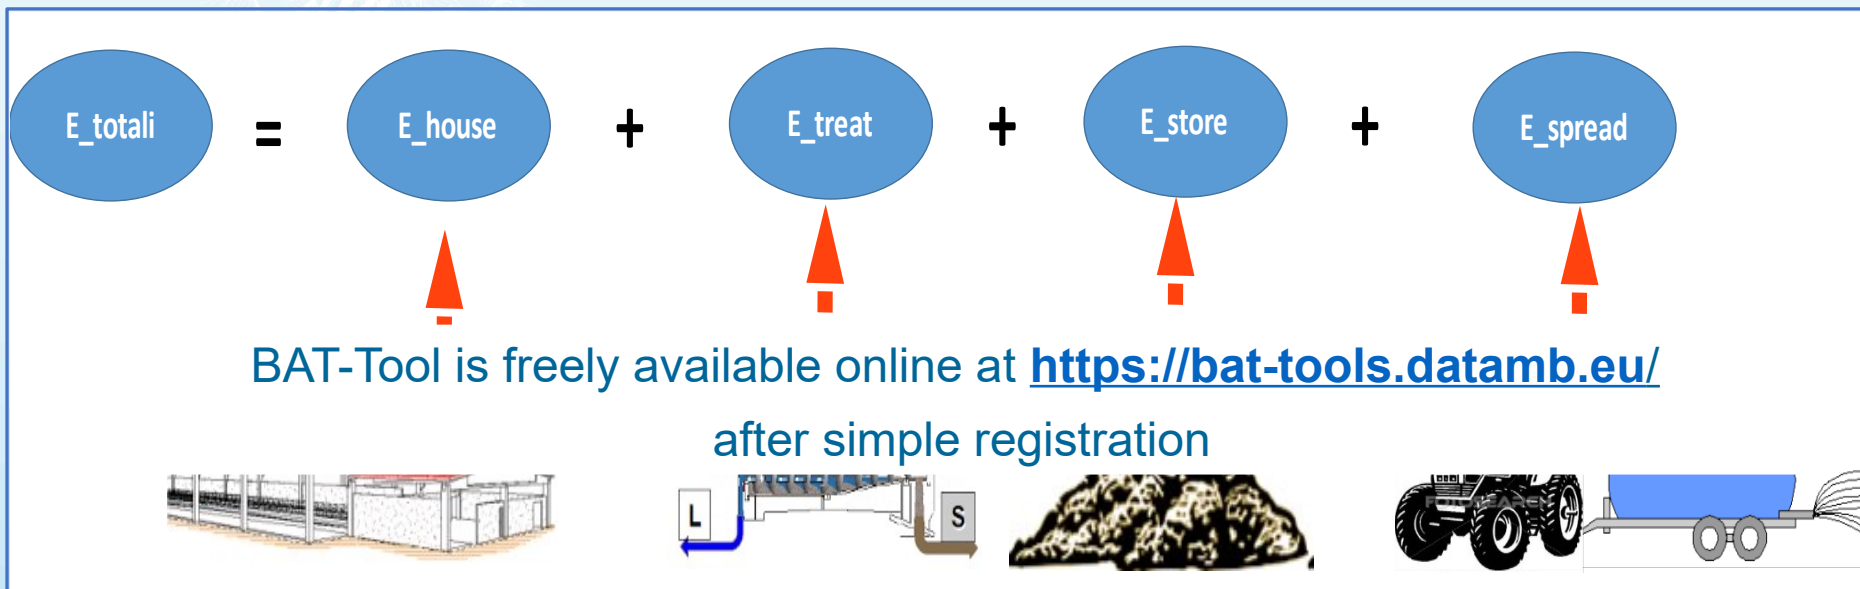 E_totali = E_house + E_treat + E_store + E_spread
BAT-Tool is freely available online at https://bat-tools.datamb.eu/
after simple registration
L
S